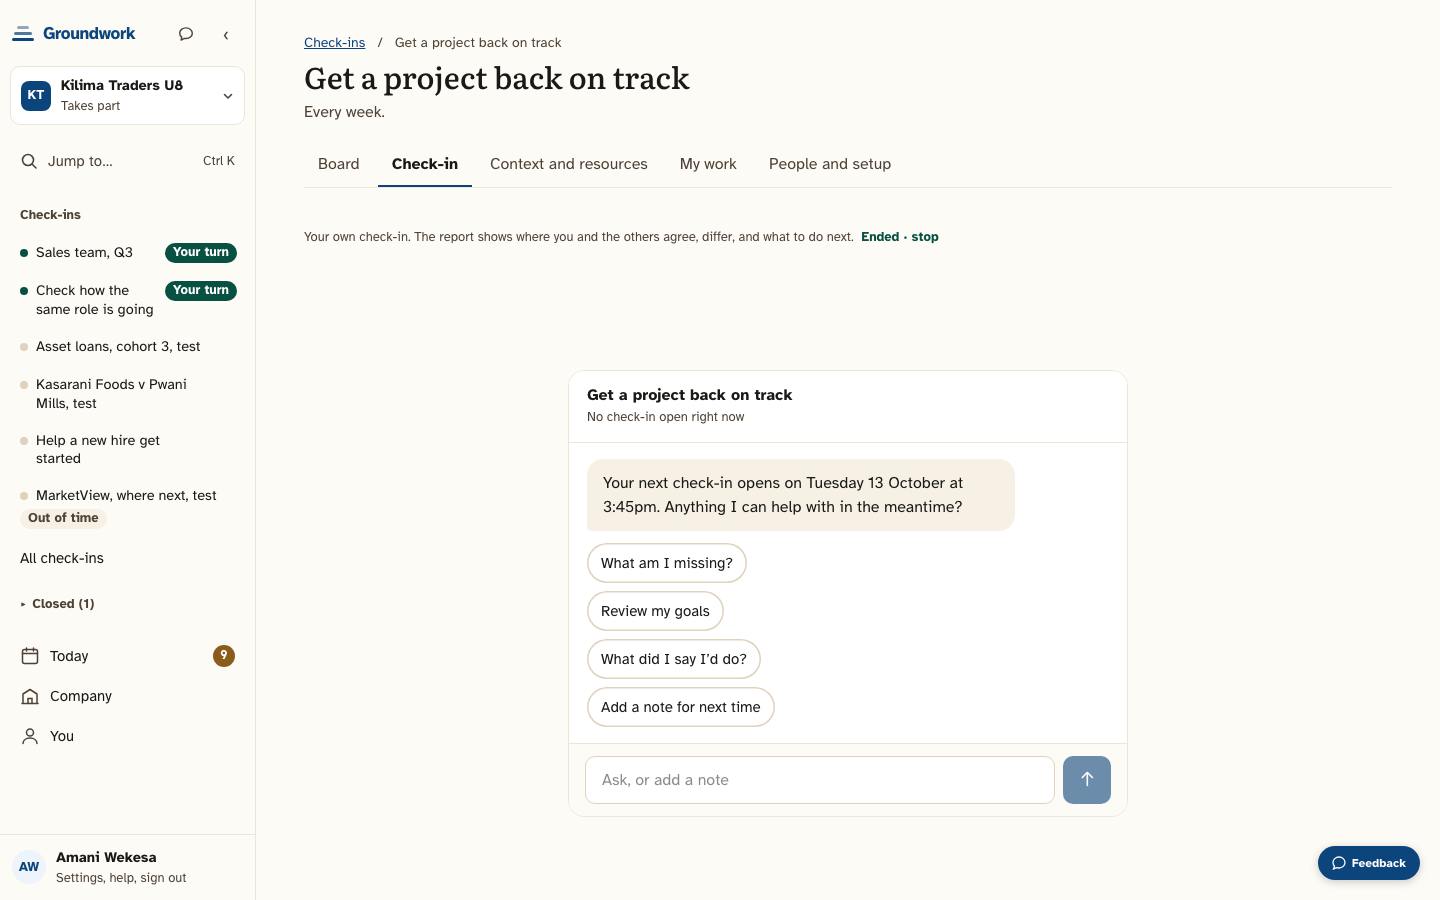 Groundwork
KT
Kilima Traders U8
Takes part
Jump to...
Ctrl K
Check-ins
Sales team, Q3
Your turn
Check how the
same role is going
Your turn
Asset loans, cohort 3, test
Kasarani Foods v Pwani
Mills, test
Help a new hire get
started
MarketView, where next, test
Out of time
All check-ins
Closed (1)
Today
9
Company
You
AW
Amani Wekesa
Settings, help, sign out
Check-ins / Get a project back on track
Get a project back on track
Every week.
Board
Check-in
Context and resources
My work
People and setup
Your own check-in. The report shows where you and the others agree, differ, and what to do next. Ended · stop
Get a project back on track
No check-in open right now
Your next check-in opens on Tuesday 13 October at
3:45pm. Anything I can help with in the meantime?
What am I missing?
Review my goals
What did I say I'd do?
Add a note for next time
Ask, or add a note
Feedback